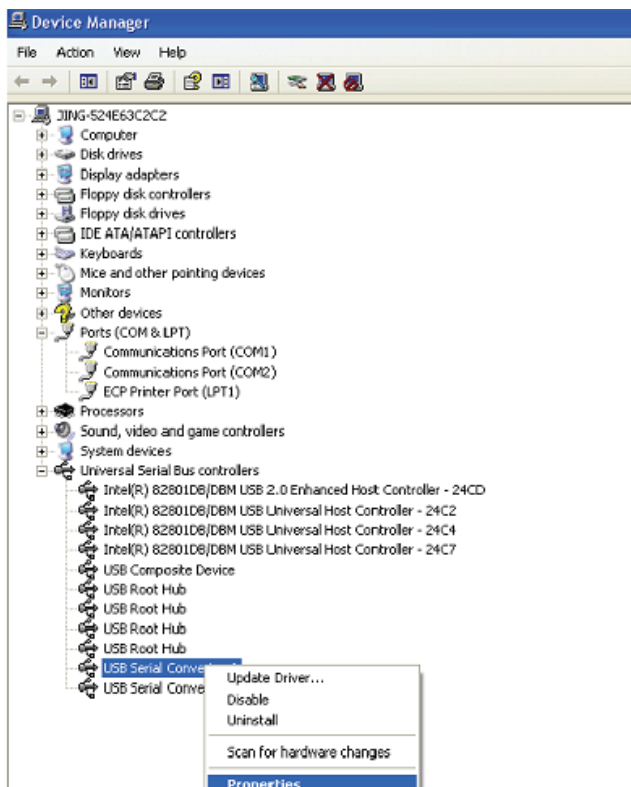 Device Manager
File Action View Help
JING-524E63C2C2
Computer
Disk drives
Display adapters
Floppy disk controllers
Floppy disk drives
IDE ATA/ATAPI controllers
Keyboards
Mice and other pointing devices
Monitors
Other devices
Ports (COM & LPT)
Communications Port (COM1)
Communications Port (COM2)
ECP Printer Port (LPT1)
Processors
Sound, video and game controllers
System devices
Universal Serial Bus controllers
Intel(R) 82801DB/DBM USB 2.0 Enhanced Host Controller - 24CD
Intel(R) 82801DB/DBM USB Universal Host Controller - 24C2
Intel(R) 82801DB/DBM USB Universal Host Controller - 24C4
Intel(R) 82801DB/DBM USB Universal Host Controller - 24C7
USB Composite Device
USB Root Hub
USB Root Hub
USB Root Hub
USB Root Hub
USB Serial
USB Serial
Update Driver...
Disable
Uninstall
Scan for hardware changes
Properties